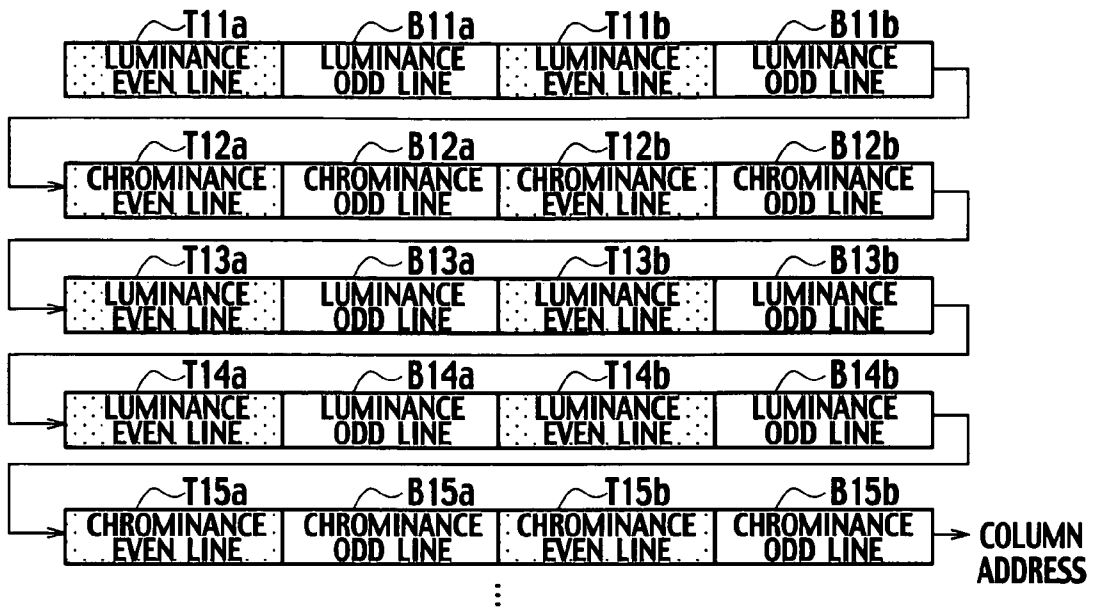 T11a B11a T11b B11b
LUMINANCE LUMINANCE LUMINANCE LUMINANCE
EVEN LINE ODD LINE EVEN LINE ODD LINE
T12a B12a T12b B12b
CHROMINANCE CHROMINANCE CHROMINANCE CHROMINANCE
EVEN LINE ODD LINE EVEN LINE ODD LINE
T13a B13a T13b B13b
LUMINANCE LUMINANCE LUMINANCE LUMINANCE
EVEN LINE ODD LINE EVEN LINE ODD LINE
T14a B14a T14b B14b
LUMINANCE LUMINANCE LUMINANCE LUMINANCE
EVEN LINE ODD LINE EVEN LINE ODD LINE
T15a B15a T15b B15b
CHROMINANCE CHROMINANCE CHROMINANCE CHROMINANCE
EVEN LINE ODD LINE EVEN LINE ODD LINE
COLUMN
ADDRESS